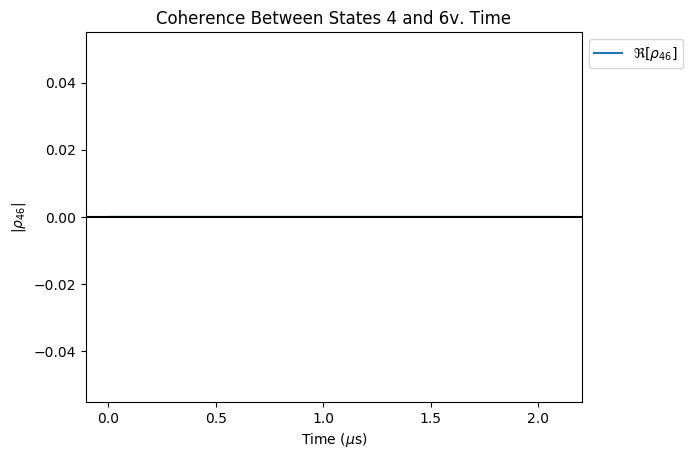 Coherence Between States 4 and 6v. Time
ℜ[ρ₄₆]
|ρ₄₆|
0.04
0.02
0.00
−0.02
−0.04
0.0 0.5 1.0 1.5 2.0
Time (μs)